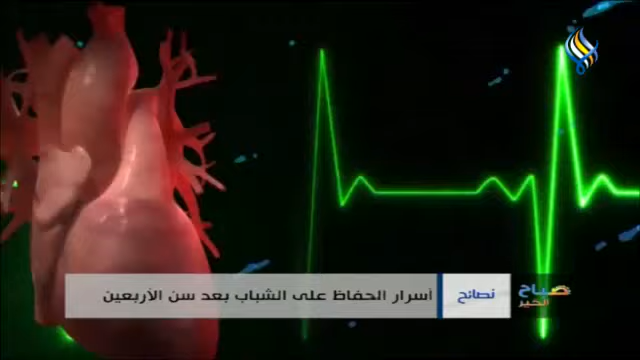 نصائح
أسرار الحفاظ على الشباب بعد سن الأربعين
صباح
الخير